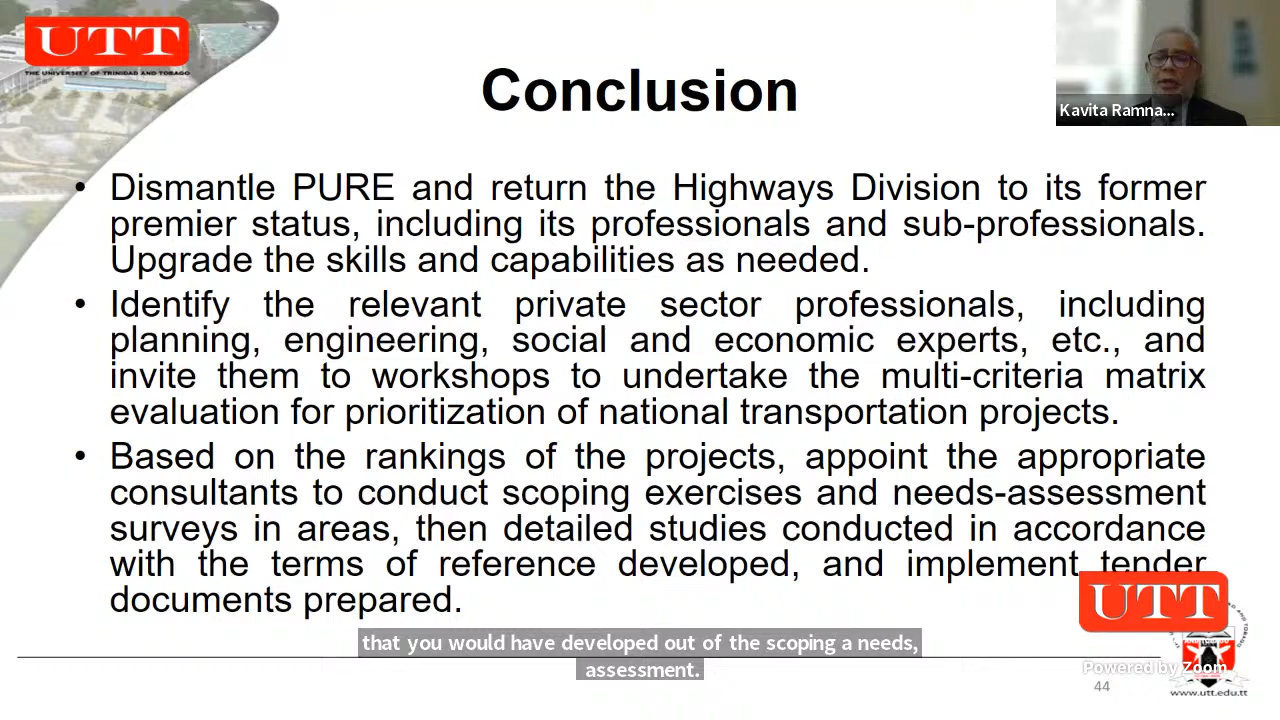 UTT
THE UNIVERSITY OF TRINIDAD AND TOBAGO
Kavita Ramna...
Conclusion
• Dismantle PURE and return the Highways Division to its former
premier status, including its professionals and sub-professionals.
Upgrade the skills and capabilities as needed.
• Identify the relevant private sector professionals, including
planning, engineering, social and economic experts, etc., and
invite them to workshops to undertake the multi-criteria matrix
evaluation for prioritization of national transportation projects.
• Based on the rankings of the projects, appoint the appropriate
consultants to conduct scoping exercises and needs-assessment
surveys in areas, then detailed studies conducted in accordance
with the terms of reference developed, and implement tender
documents prepared.
UTT
that you would have developed out of the scoping a needs,
assessment.
Powered by Zoom
44
www.utt.edu.tt